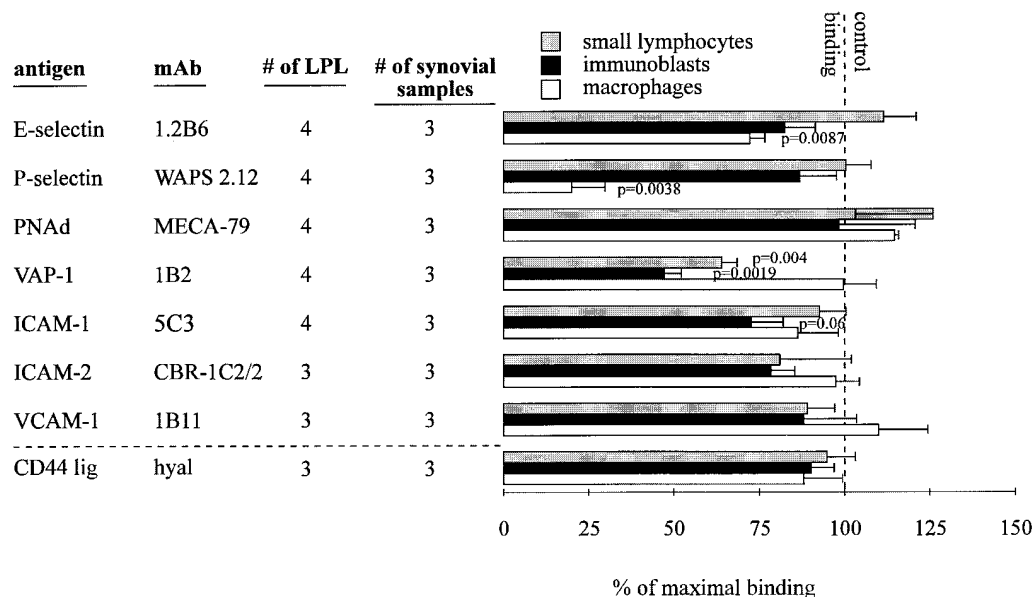 control
binding
small lymphocytes
immunoblasts
macrophages
antigen mAb # of LPL # of synovial samples
E-selectin 1.2B6 4 3
p=0.0087
P-selectin WAPS 2.12 4 3
p=0.0038
PNAd MECA-79 4 3
VAP-1 1B2 4 3
p=0.004
p=0.0019
ICAM-1 5C3 4 3
p=0.06
ICAM-2 CBR-1C2/2 3 3
VCAM-1 1B11 3 3
CD44 lig hyal 3 3
0 25 50 75 100 125 150
% of maximal binding